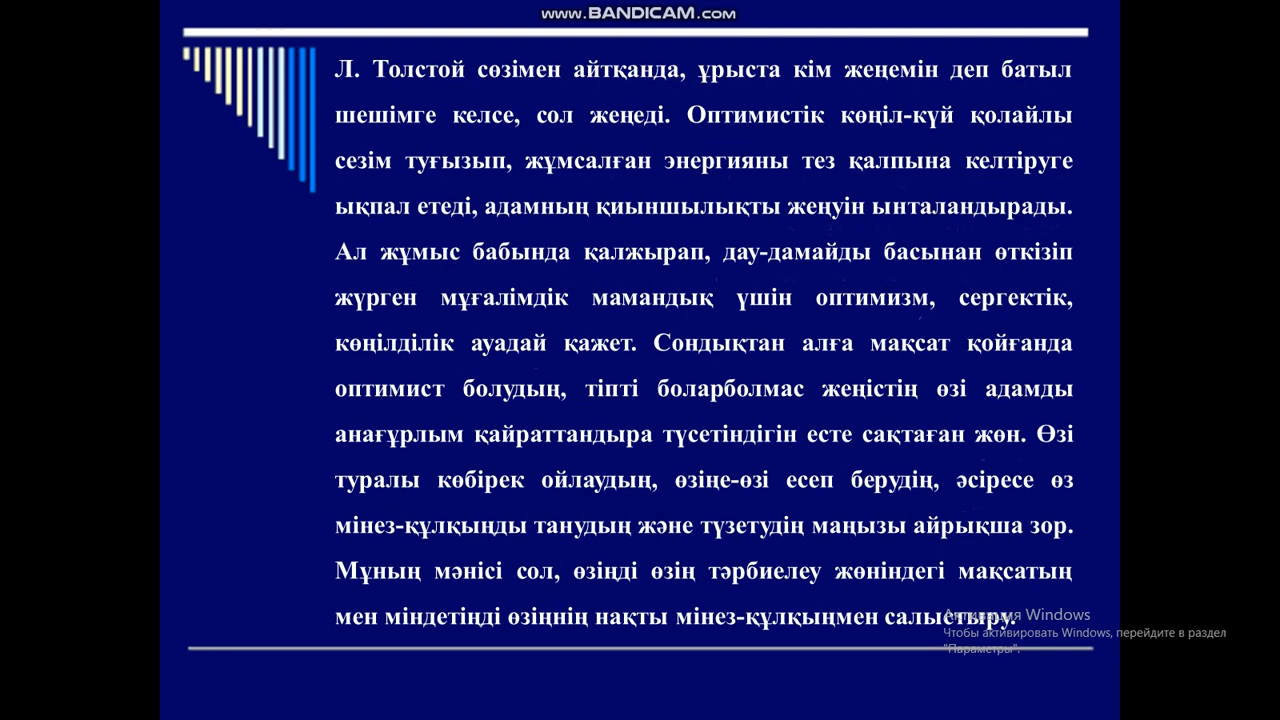 www.BANDICAM.com
Л. Толстой сөзімен айтқанда, ұрыста кім жеңемін деп батыл
шешімге келсе, сол жеңеді. Оптимистік көңіл-күй қолайлы
сезім туғызып, жұмсалған энергияны тез қалпына келтіруге
ықпал етеді, адамның қиыншылықты жеңуін ынталандырады.
Ал жұмыс бабында қалжырап, дау-дамайды басынан өткізіп
жүрген мұғалімдік мамандық үшін оптимизм, сергектік,
көңілділік ауадай қажет. Сондықтан алға мақсат қойғанда
оптимист болудың, тіпті боларболмас жеңістің өзі адамды
анағұрлым қайраттандыра түсетіндігін есте сақтаған жөн. Өзі
туралы көбірек ойлаудың, өзіңе-өзі есеп берудің, әсіресе өз
мінез-құлқыңды танудың және түзетудің маңызы айрықша зор.
Мұның мәнісі сол, өзіңді өзің тәрбиелеу жөніндегі мақсатың
мен міндетіңді өзіңнің нақты мінез-құлқыңмен салыстыру.
Активация Windows
Чтобы активировать Windows, перейдите в раздел
"Параметры".